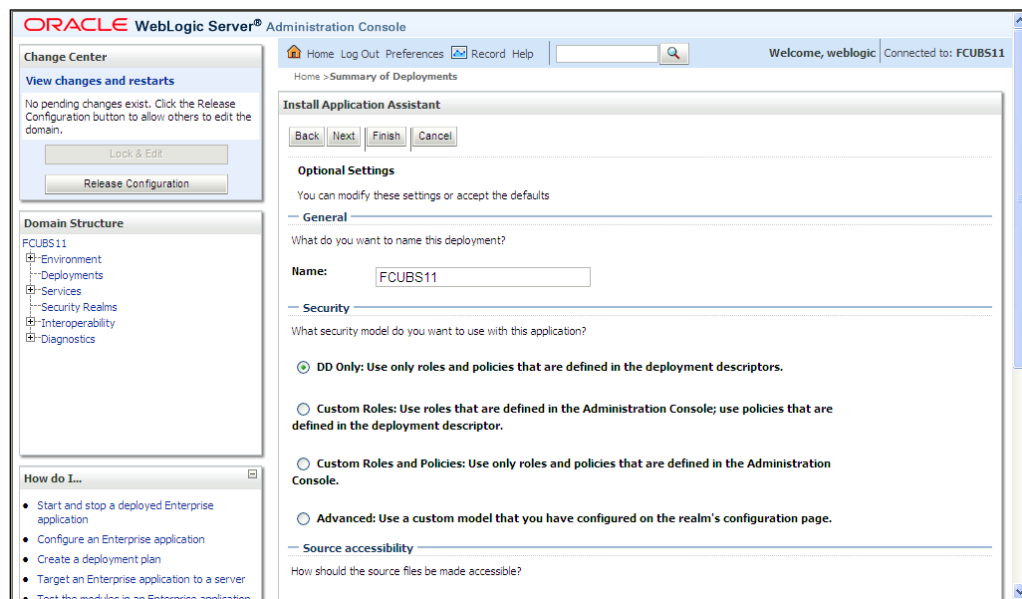 ORACLE WebLogic Server® Administration Console
Change Center
View changes and restarts
No pending changes exist. Click the Release
Configuration button to allow others to edit the
domain.
Lock & Edit
Release Configuration
Domain Structure
FCUBS11
Environment
Deployments
Services
Security Realms
Interoperability
Diagnostics
How do I...
Start and stop a deployed Enterprise
application
Configure an Enterprise application
Create a deployment plan
Target an Enterprise application to a server
Test the modules in an Enterprise application
Home Log Out Preferences Record Help
Welcome, weblogic Connected to: FCUBS11
Home >Summary of Deployments
Install Application Assistant
Back Next Finish Cancel
Optional Settings
You can modify these settings or accept the defaults
General
What do you want to name this deployment?
Name: FCUBS11
Security
What security model do you want to use with this application?
DD Only: Use only roles and policies that are defined in the deployment descriptors.
Custom Roles: Use roles that are defined in the Administration Console; use policies that are
defined in the deployment descriptor.
Custom Roles and Policies: Use only roles and policies that are defined in the Administration
Console.
Advanced: Use a custom model that you have configured on the realm's configuration page.
Source accessibility
How should the source files be made accessible?